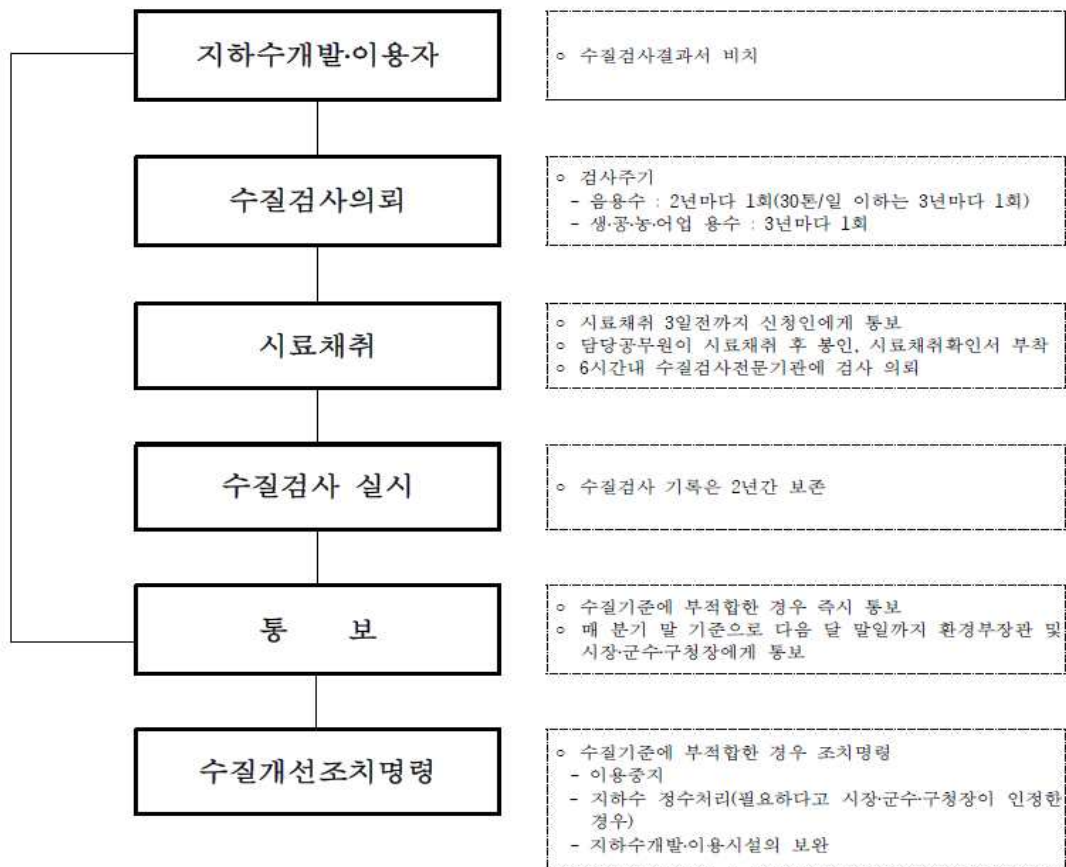 지하수개발·이용자
○ 수질검사결과서 비치
수질검사의뢰
○ 검사주기
- 음용수 : 2년마다 1회(30톤/일 이하는 3년마다 1회)
- 생·공·농·어업 용수 : 3년마다 1회
시료채취
○ 시료채취 3일전까지 신청인에게 통보
○ 담당공무원이 시료채취 후 봉인, 시료채취확인서 부착
○ 6시간내 수질검사전문기관에 검사 의뢰
수질검사 실시
○ 수질검사 기록은 2년간 보존
통 보
○ 수질기준에 부적합한 경우 즉시 통보
○ 매 분기 말 기준으로 다음 달 말일까지 환경부장관 및
시장·군수·구청장에게 통보
수질개선조치명령
○ 수질기준에 부적합한 경우 조치명령
- 이용중지
- 지하수 정수처리(필요하다고 시장·군수·구청장이 인정한
경우)
- 지하수개발·이용시설의 보완